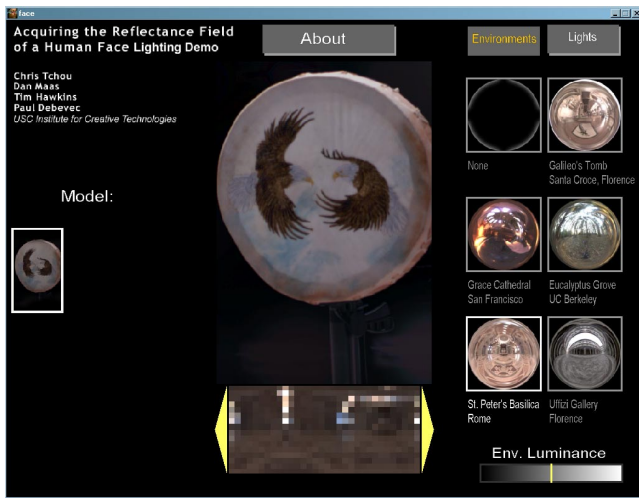 face
Acquiring the Reflectance Field
of a Human Face Lighting Demo
About
Environments
Lights
Chris Tchou
Dan Maas
Tim Hawkins
Paul Debevec
USC Institute for Creative Technologies
Model:
None
Galileo's Tomb
Santa Croce, Florence
Grace Cathedral
San Francisco
Eucalyptus Grove
UC Berkeley
St. Peter's Basilica
Rome
Uffizi Gallery
Florence
Env. Luminance